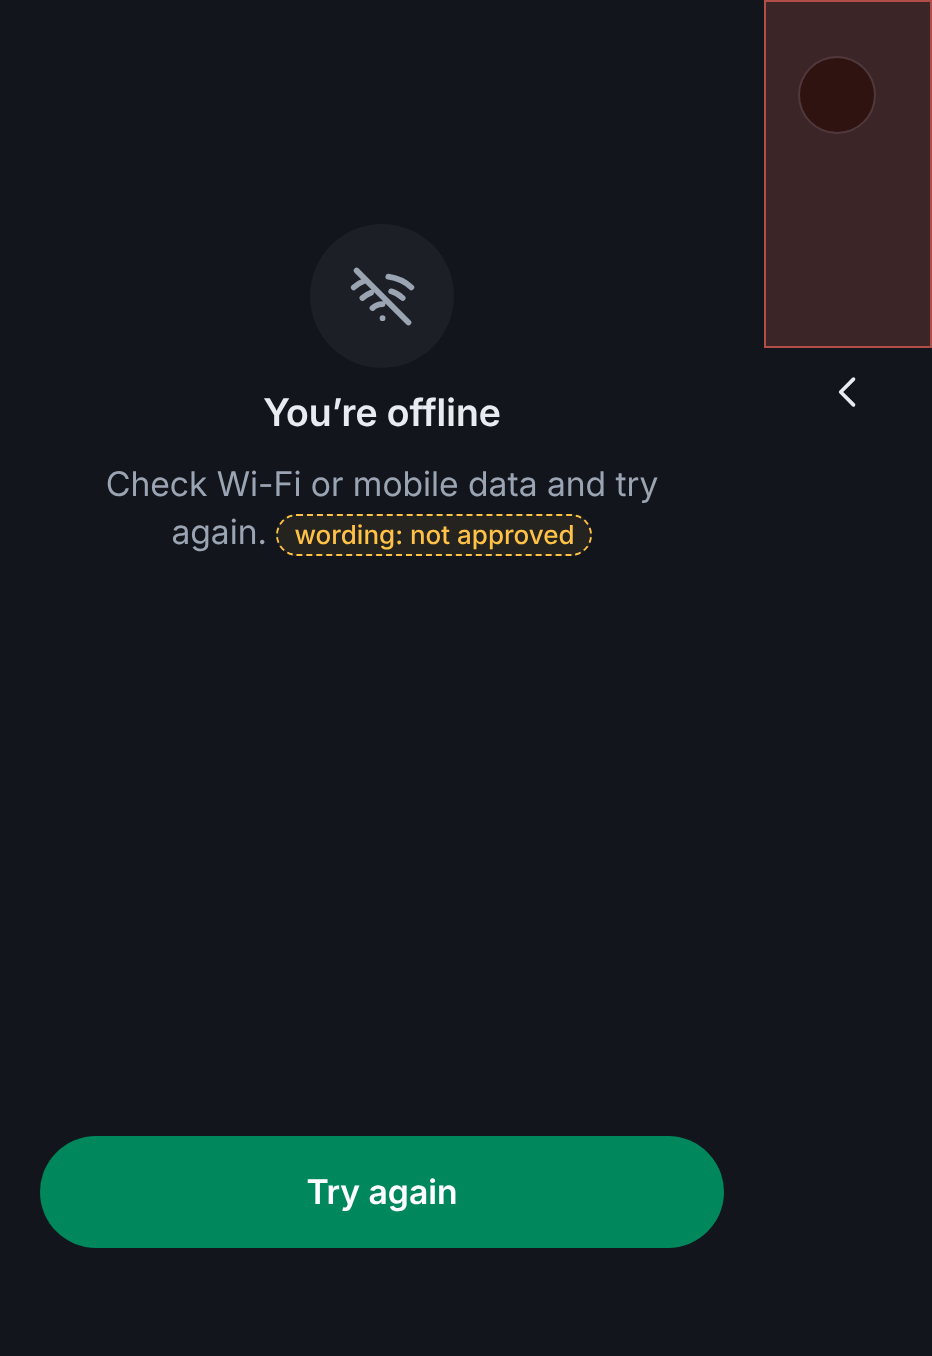 You’re offline
Check Wi-Fi or mobile data and try
again. wording: not approved
Try again